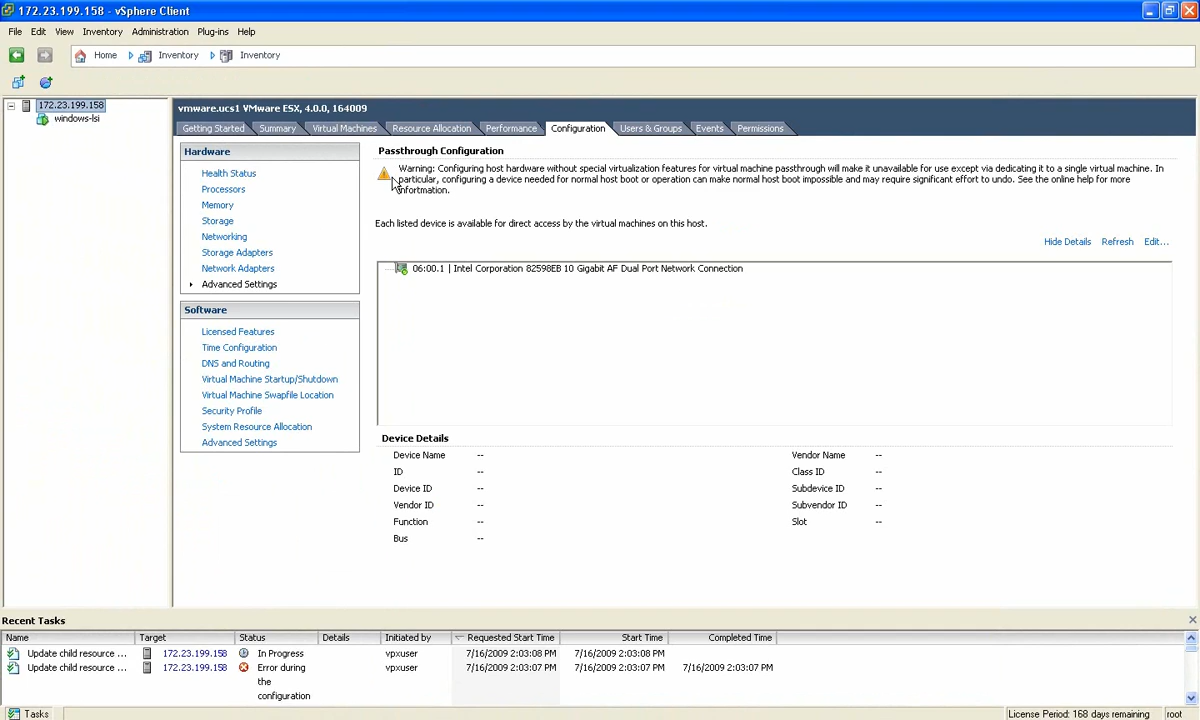 172.23.199.158 - vSphere Client
File Edit View Inventory Administration Plug-ins Help
Home Inventory Inventory
172.23.199.158
windows-lsi
vmware.ucs1 VMware ESX, 4.0.0, 164009
Getting Started Summary Virtual Machines Resource Allocation Performance Configuration Users & Groups Events Permissions
Hardware
Health Status
Processors
Memory
Storage
Networking
Storage Adapters
Network Adapters
Advanced Settings
Software
Licensed Features
Time Configuration
DNS and Routing
Virtual Machine Startup/Shutdown
Virtual Machine Swapfile Location
Security Profile
System Resource Allocation
Advanced Settings
Passthrough Configuration
Warning: Configuring host hardware without special virtualization features for virtual machine passthrough will make it unavailable for use except via dedicating it to a single virtual machine. In
particular, configuring a device needed for normal host boot or operation can make normal host boot impossible and may require significant effort to undo. See the online help for more
infortmation.
Each listed device is available for direct access by the virtual machines on this host.
Hide Details Refresh Edit...
06:00.1 | Intel Corporation 82598EB 10 Gigabit AF Dual Port Network Connection
Device Details
Device Name -- Vendor Name --
ID -- Class ID --
Device ID -- Subdevice ID --
Vendor ID -- Subvendor ID --
Function -- Slot --
Bus --
Recent Tasks
Name Target Status Details Initiated by Requested Start Time Start Time Completed Time
Update child resource ... 172.23.199.158 In Progress vpxuser 7/16/2009 2:03:08 PM 7/16/2009 2:03:08 PM
Update child resource ... 172.23.199.158 Error during vpxuser 7/16/2009 2:03:07 PM 7/16/2009 2:03:07 PM 7/16/2009 2:03:07 PM
the
configuration
Tasks License Period: 168 days remaining root